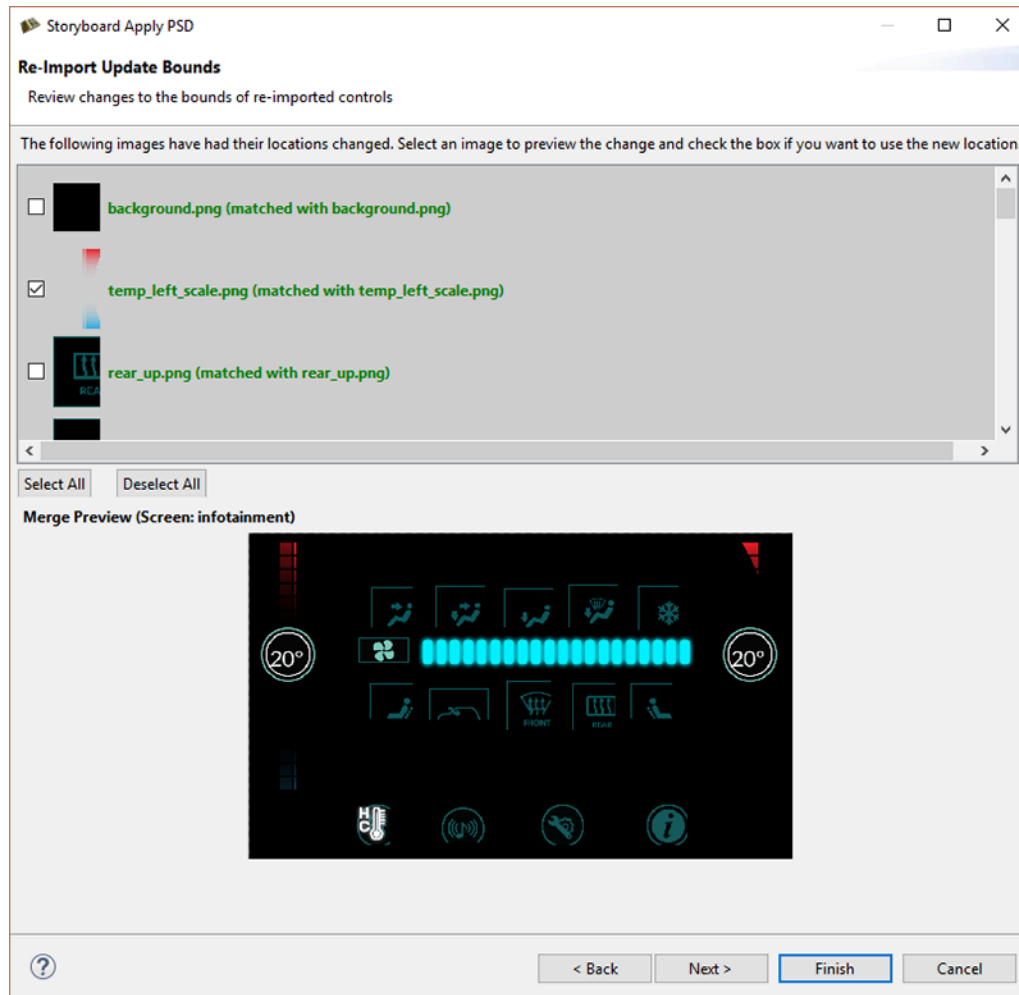 Storyboard Apply PSD
Re-Import Update Bounds
Review changes to the bounds of re-imported controls
The following images have had their locations changed. Select an image to preview the change and check the box if you want to use the new location
background.png (matched with background.png)
temp_left_scale.png (matched with temp_left_scale.png)
REA
rear_up.png (matched with rear_up.png)
Select All Deselect All
Merge Preview (Screen: infotainment)
20° 20°
FRONT REAR
H
C
i
? < Back Next > Finish Cancel